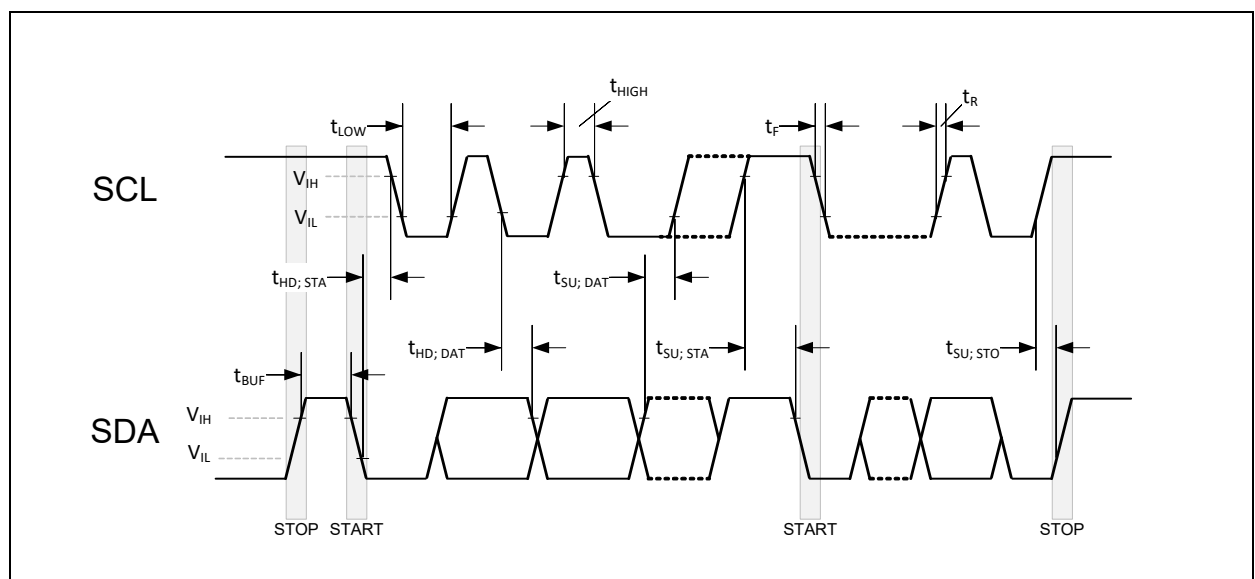 tHIGH
tR
tLOW
tF
SCL
VIH
VIL
tHD; STA
tSU; DAT
tHD; DAT
tSU; STA
tSU; STO
tBUF
SDA
VIH
VIL
STOP
START
START
STOP